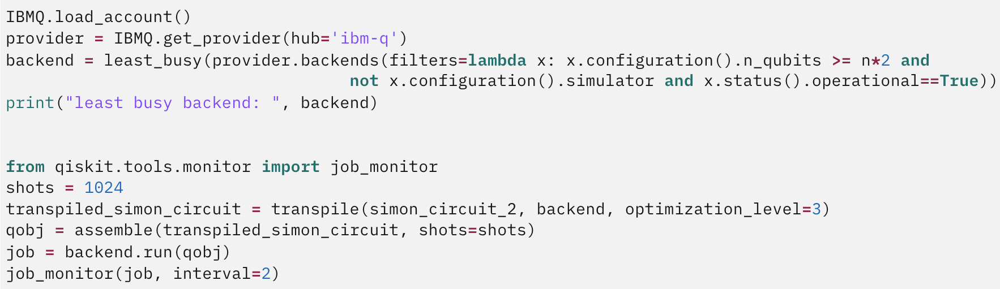 IBMQ.load_account()
provider = IBMQ.get_provider(hub='ibm-q')
backend = least_busy(provider.backends(filters=lambda x: x.configuration().n_qubits >= n*2 and
not x.configuration().simulator and x.status().operational==True))
print("least busy backend: ", backend)
from qiskit.tools.monitor import job_monitor
shots = 1024
transpiled_simon_circuit = transpile(simon_circuit_2, backend, optimization_level=3)
qobj = assemble(transpiled_simon_circuit, shots=shots)
job = backend.run(qobj)
job_monitor(job, interval=2)